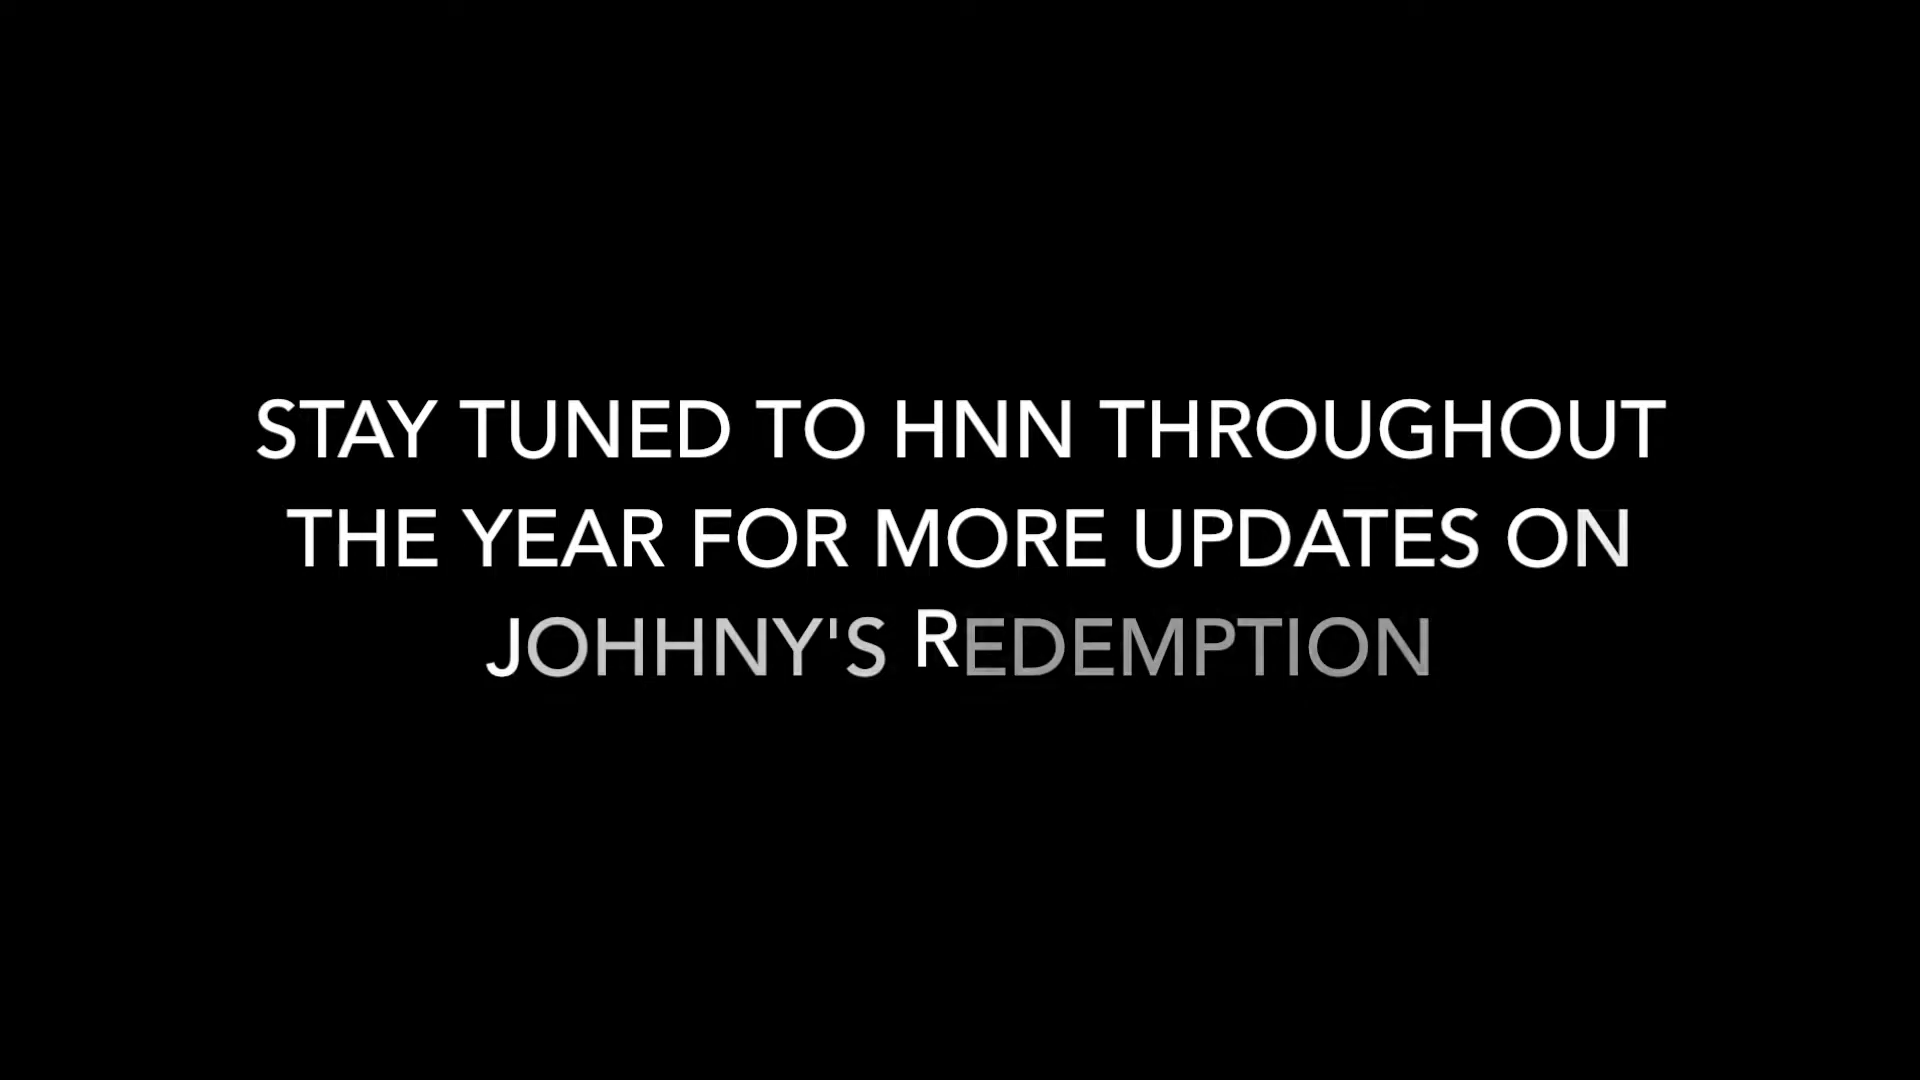 STAY TUNED TO HNN THROUGHOUT
THE YEAR FOR MORE UPDATES ON
JOHHNY'S REDEMPTION